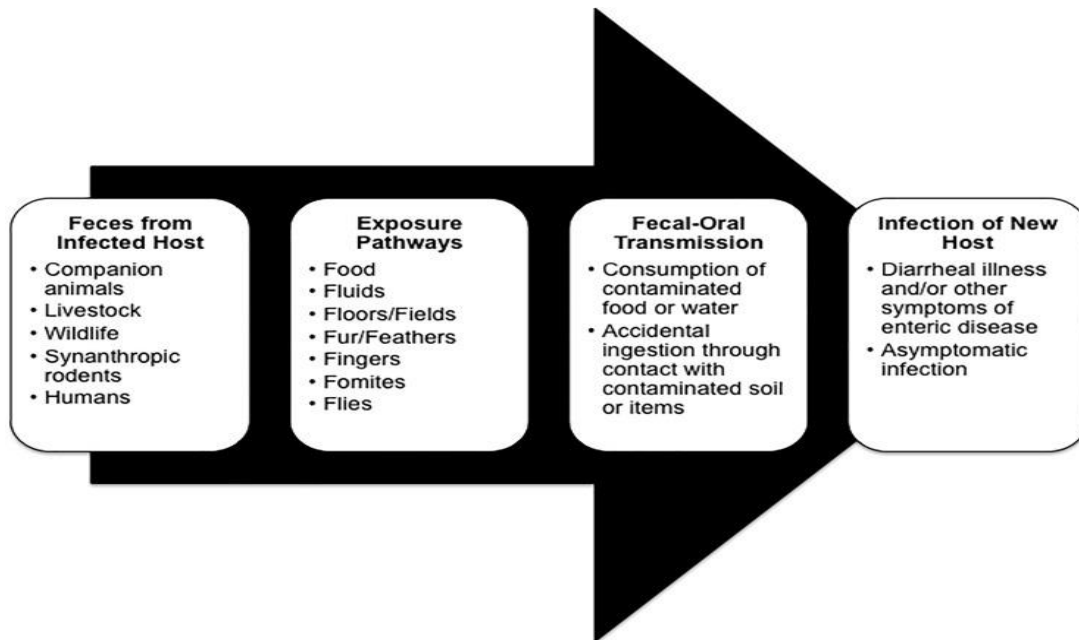 Feces from
Infected Host
• Companion
animals
• Livestock
• Wildlife
• Synanthropic
rodents
• Humans
Exposure
Pathways
• Food
• Fluids
• Floors/Fields
• Fur/Feathers
• Fingers
• Fomites
• Flies
Fecal-Oral
Transmission
• Consumption of
contaminated
food or water
• Accidental
ingestion through
contact with
contaminated soil
or items
Infection of New
Host
• Diarrheal illness
and/or other
symptoms of
enteric disease
• Asymptomatic
infection